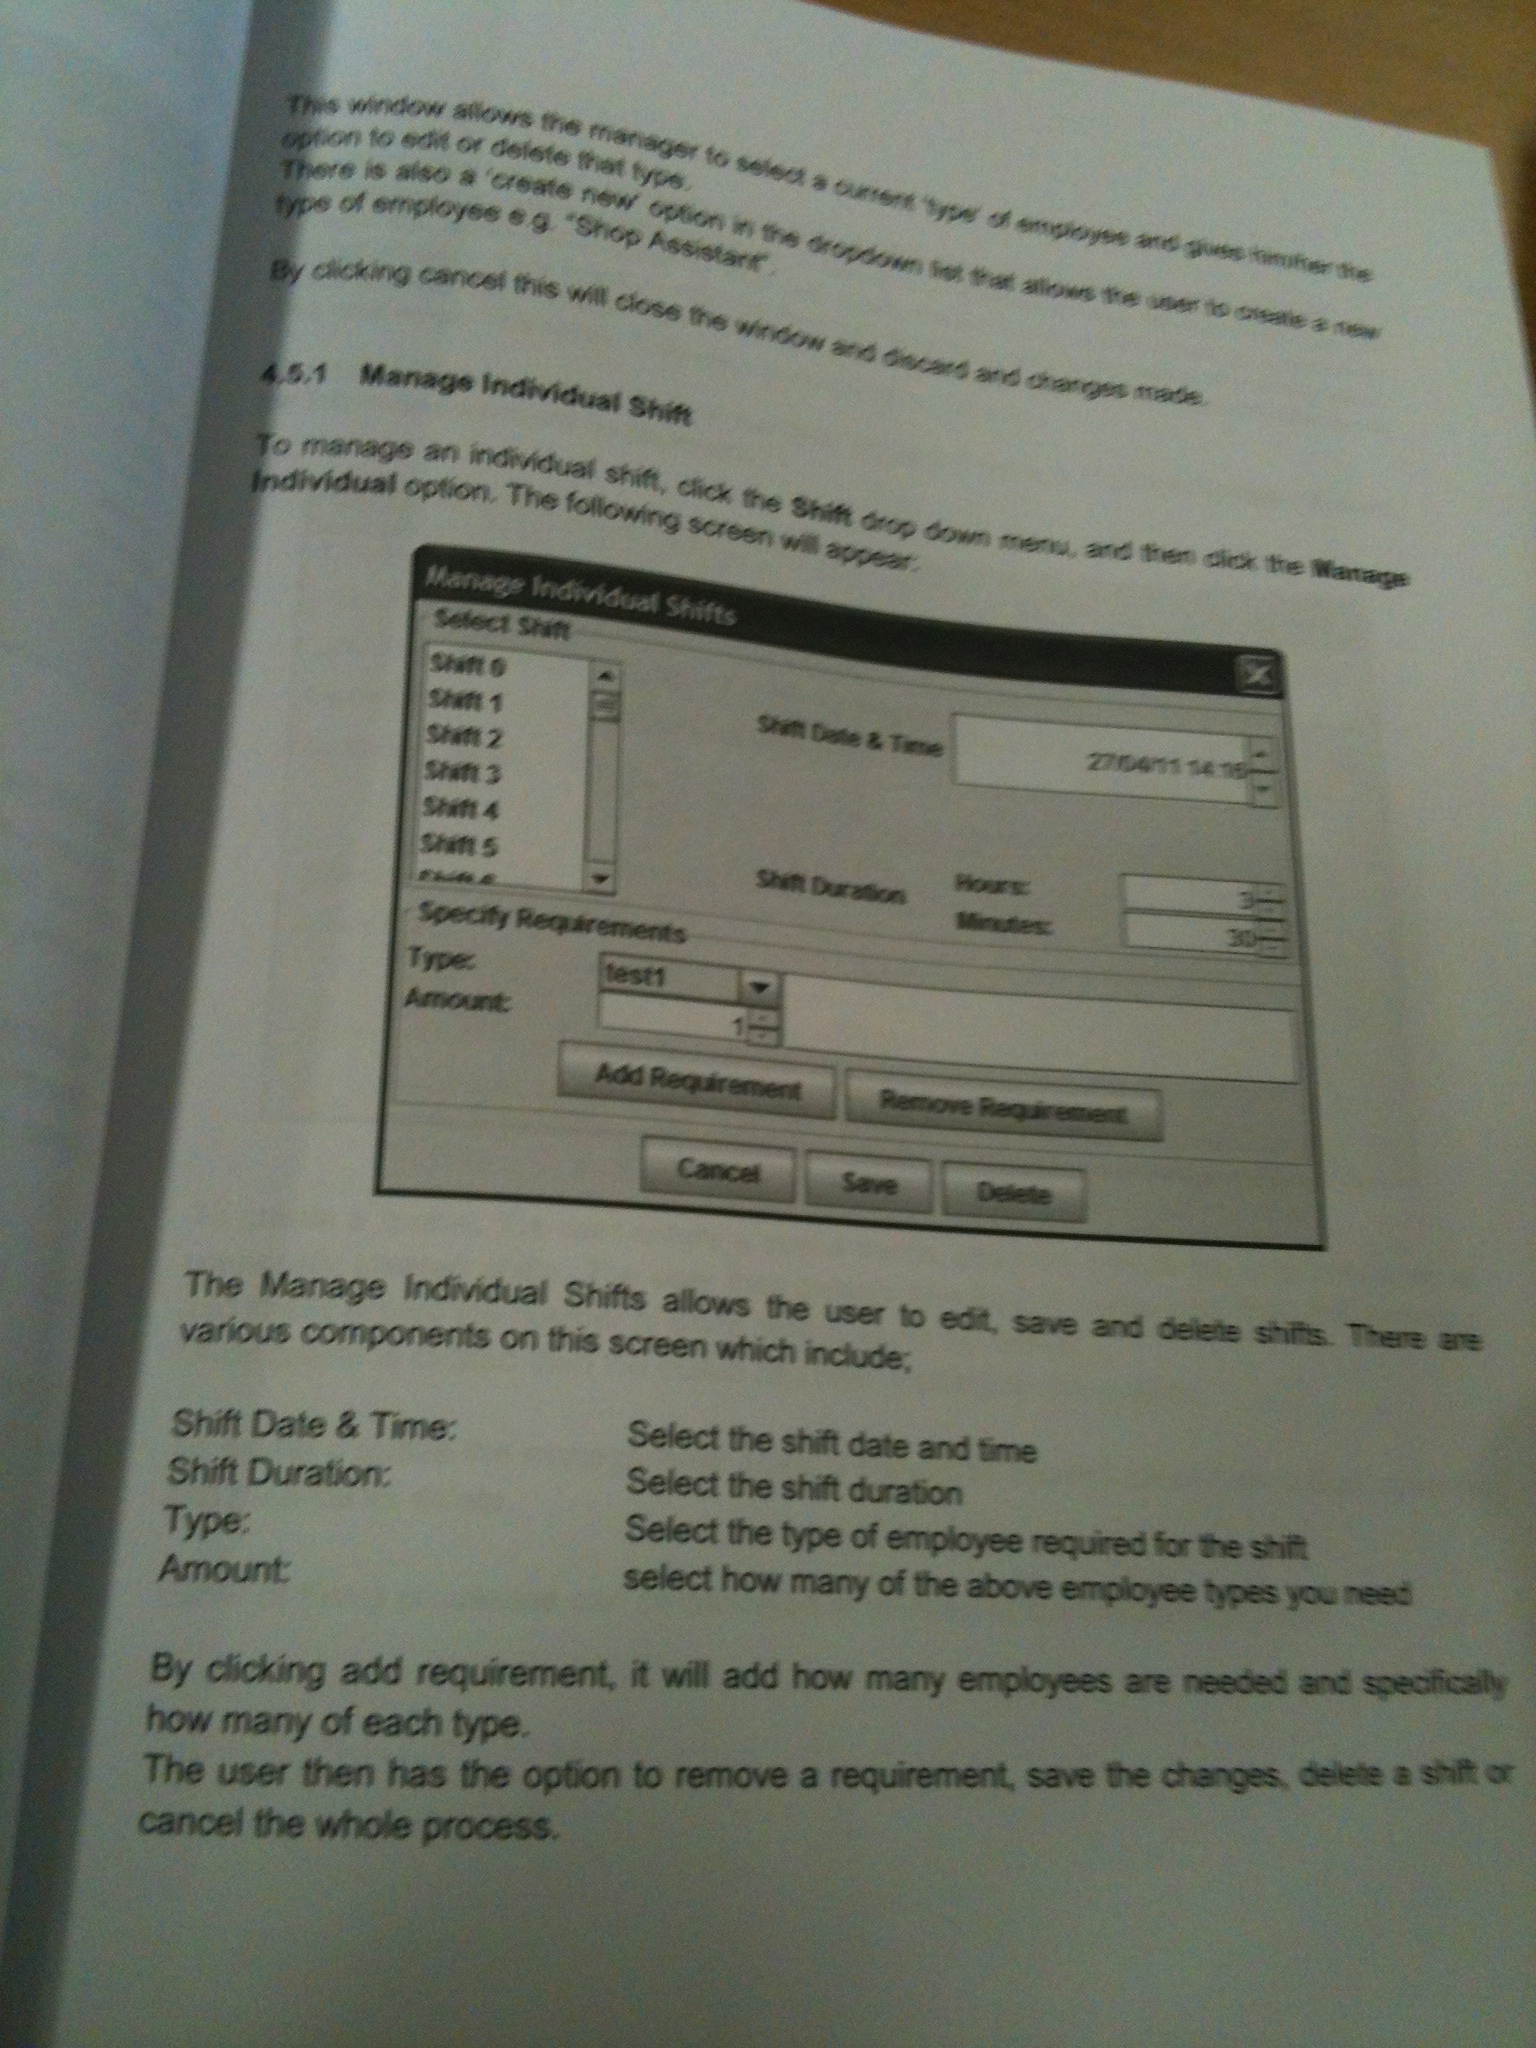 This window allows the manager to select a current 'type' of employee and gives him/her the
option to edit or delete that type.
There is also a 'create new' option in the dropdown list that allows the user to create a new
type of employee e.g. "Shop Assistant".
By clicking cancel this will close the window and discard and changes made.
4.5.1 Manage Individual Shift
To manage an individual shift, click the Shift drop down menu, and then click the Manage
Individual option. The following screen will appear:
Manage Individual Shifts
Select Shift
Shift 0
Shift 1
Shift 2
Shift 3
Shift 4
Shift 5
Shift 6
Shift Date & Time
27/04/11 14:15
Shift Duration
Hours:
3
Minutes:
30
Specify Requirements
Type:
test1
Amount:
1
Add Requirement
Remove Requirement
Cancel
Save
Delete
The Manage Individual Shifts allows the user to edit, save and delete shifts. There are
various components on this screen which include;
Shift Date & Time: Select the shift date and time
Shift Duration: Select the shift duration
Type: Select the type of employee required for the shift
Amount: select how many of the above employee types you need
By clicking add requirement, it will add how many employees are needed and specifically
how many of each type.
The user then has the option to remove a requirement, save the changes, delete a shift or
cancel the whole process.